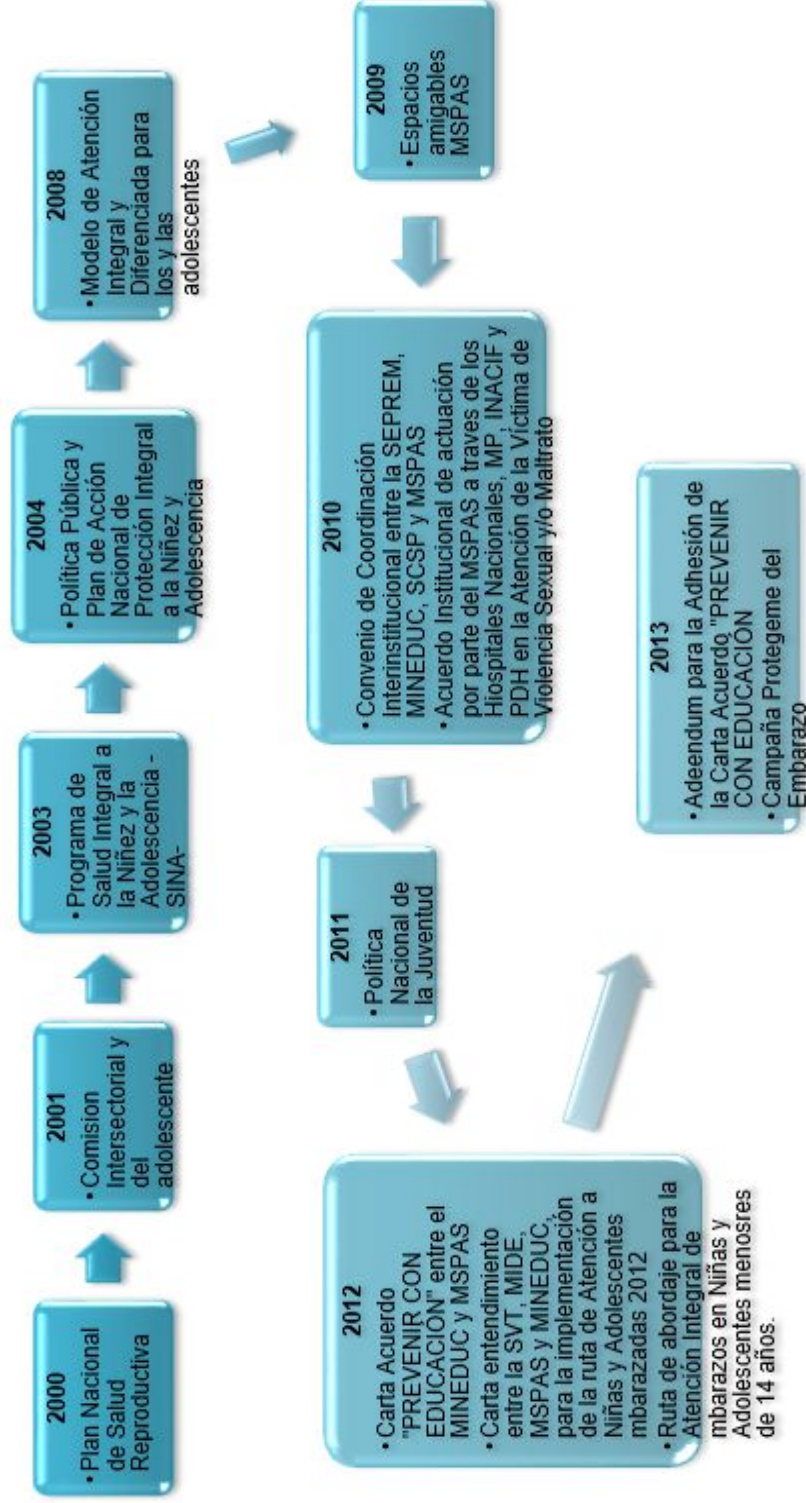 2000
• Plan Nacional
de Salud
Reproductiva
2001
• Comision
Intersectorial y
del
adolescente
2003
• Programa de
Salud Integral a
la Niñez y la
Adolescencia -
SINA-
2004
• Política Pública y
Plan de Acción
Nacional de
Protección Integral
a la Niñez y
Adolescencia
2008
• Modelo de Atención
Integral y
Diferenciada para
los y las
adolescentes
2009
• Espacios
amigables
MSPAS
2010
• Convenio de Coordinación
Interinstitucional entre la SEPREM,
MINEDUC, SCSP y MSPAS
• Acuerdo Institucional de actuación
por parte del MSPAS a traves de los
Hiospitales Nacionales, MP, INACIF y
PDH en la Atención de la Víctima de
Violencia Sexual y/o Maltrato
2011
• Política
Nacional de
la Juventud
2012
• Carta Acuerdo
"PREVENIR CON
EDUCACIÓN" entre el
MINEDUC y MSPAS
• Carta entendimiento
entre la SVT, MIDE,
MSPAS y MINEDUC,
para la implementación
de la ruta de Atención a
Niñas y Adolescentes
mbarazadas 2012
• Ruta de abordaje para la
Atención Integral de
mbarazos en Niñas y
Adolescentes menosres
de 14 años.
2013
• Adeendum para la Adhesión de
la Carta Acuerdo "PREVENIR
CON EDUCACIÓN
• Campaña Protegeme del
Embarazo